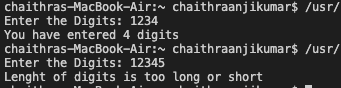 chaithras-MacBook-Air:~ chaithraanjikumar$ /usr/
Enter the Digits: 1234
You have entered 4 digits
chaithras-MacBook-Air:~ chaithraanjikumar$ /usr/
Enter the Digits: 12345
Lenght of digits is too long or short